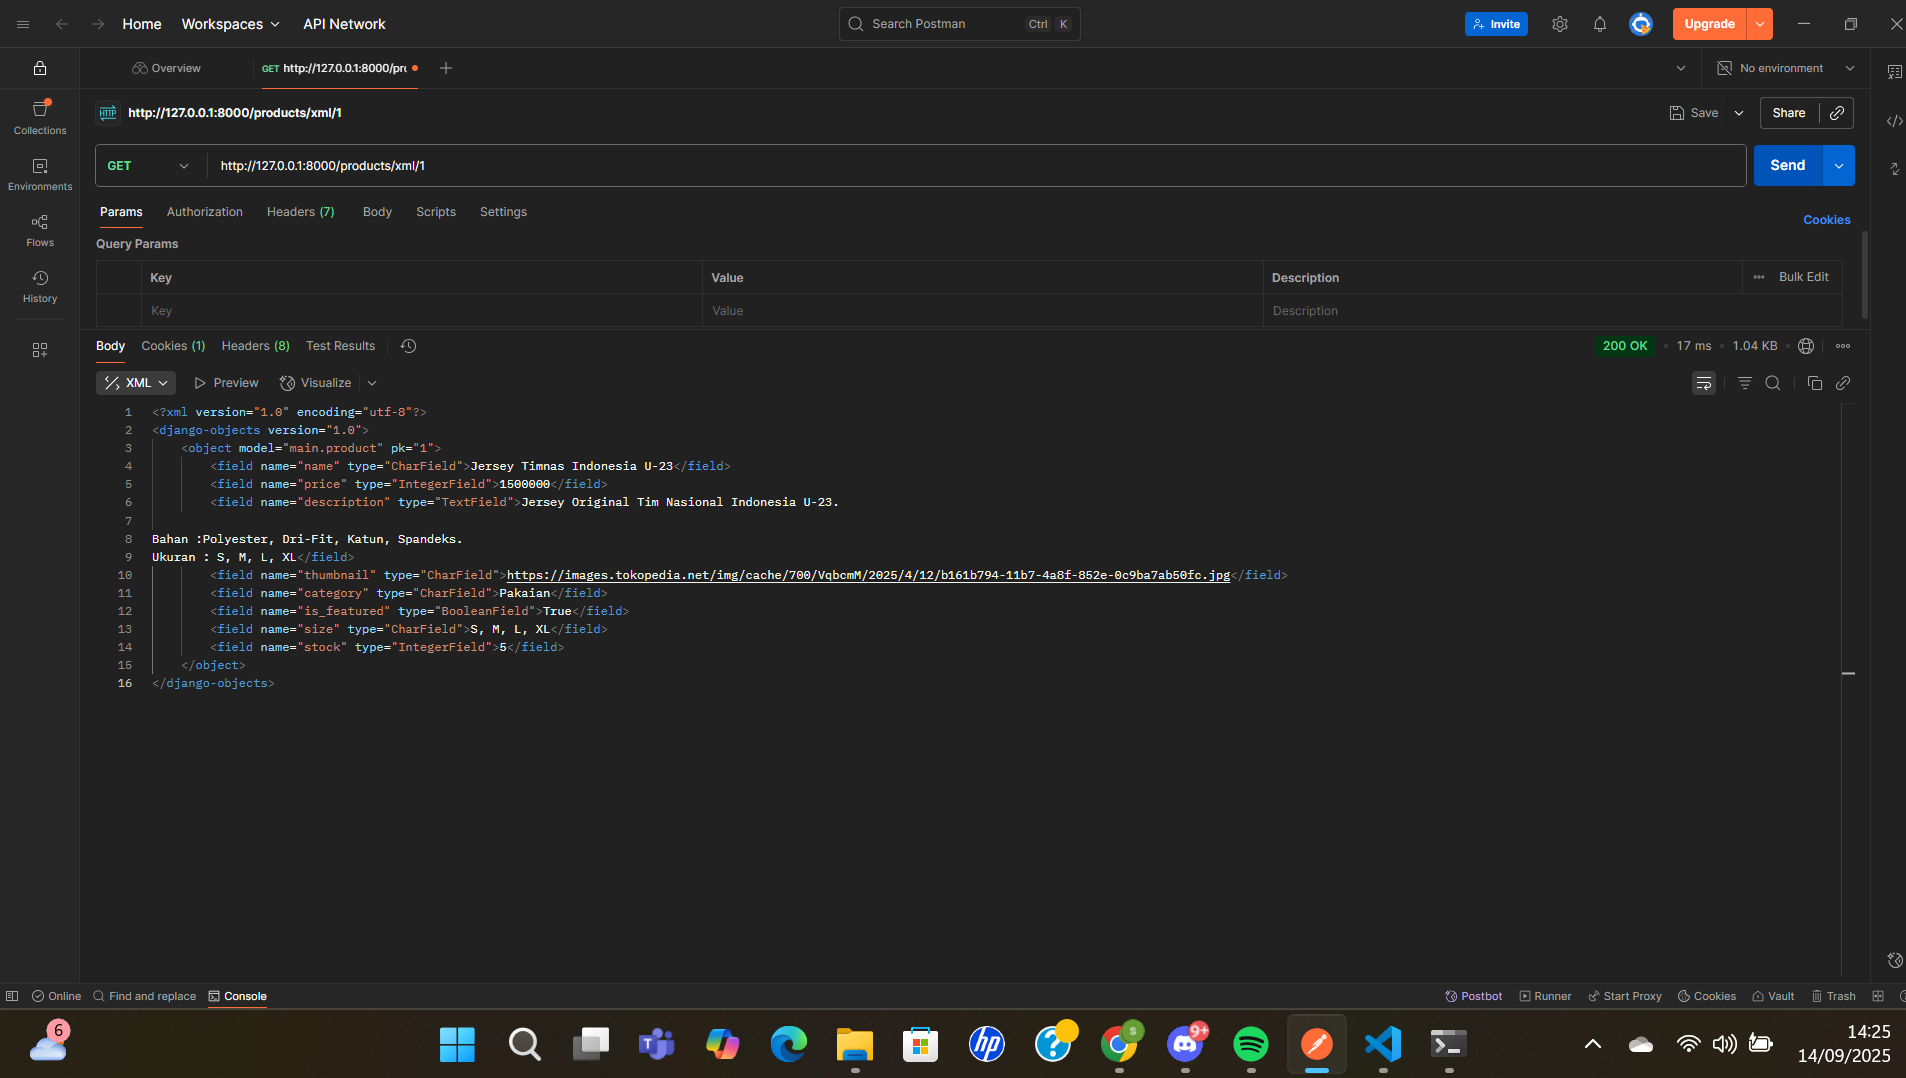 Home Workspaces API Network Search Postman Ctrl K Invite Upgrade
Overview GET http://127.0.0.1:8000/pr No environment
HTTP http://127.0.0.1:8000/products/xml/1 Save Share
Collections
GET http://127.0.0.1:8000/products/xml/1 Send
Environments
Params Authorization Headers (7) Body Scripts Settings Cookies
Flows
Query Params
Key Value Description Bulk Edit
History
Key Value Description
Body Cookies (1) Headers (8) Test Results 200 OK 17 ms 1.04 KB
XML Preview Visualize
1 <?xml version="1.0" encoding="utf-8"?>
2 <django-objects version="1.0">
3 <object model="main.product" pk="1">
4 <field name="name" type="CharField">Jersey Timnas Indonesia U-23</field>
5 <field name="price" type="IntegerField">1500000</field>
6 <field name="description" type="TextField">Jersey Original Tim Nasional Indonesia U-23.
7
8 Bahan :Polyester, Dri-Fit, Katun, Spandeks.
9 Ukuran : S, M, L, XL</field>
10 <field name="thumbnail" type="CharField">https://images.tokopedia.net/img/cache/700/VqbcmM/2025/4/12/b161b794-11b7-4a8f-852e-0c9ba7ab50fc.jpg</field>
11 <field name="category" type="CharField">Pakaian</field>
12 <field name="is_featured" type="BooleanField">True</field>
13 <field name="size" type="CharField">S, M, L, XL</field>
14 <field name="stock" type="IntegerField">5</field>
15 </object>
16 </django-objects>
Online Find and replace Console Postbot Runner Start Proxy Cookies Vault Trash
6 T hp ? S 9+ 14:25
14/09/2025